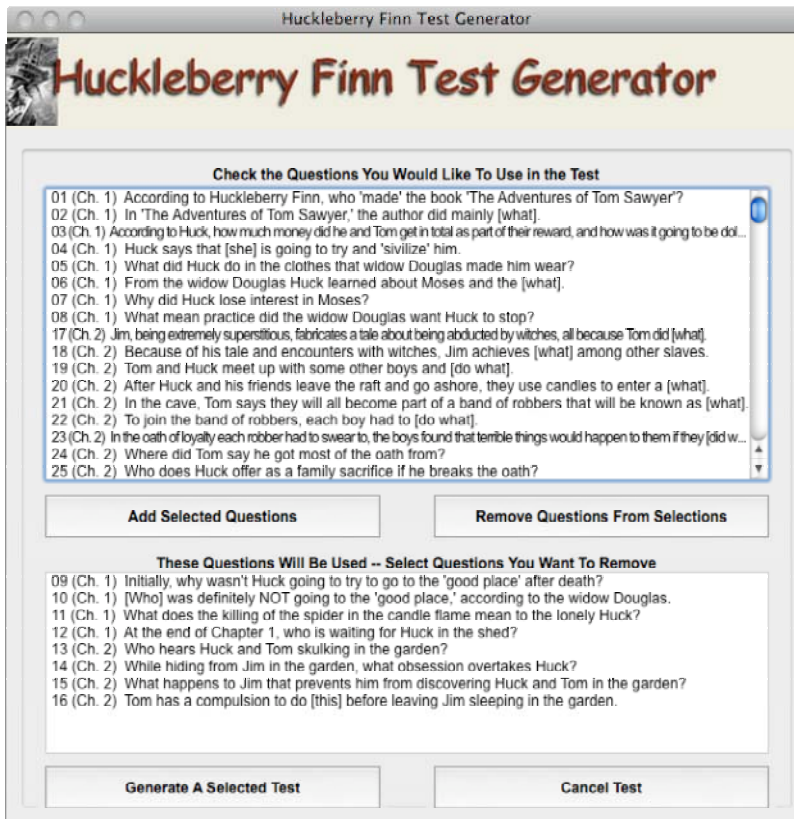 Huckleberry Finn Test Generator
Huckleberry Finn Test Generator
Check the Questions You Would Like To Use in the Test
01 (Ch. 1) According to Huckleberry Finn, who 'made' the book 'The Adventures of Tom Sawyer'?
02 (Ch. 1) In 'The Adventures of Tom Sawyer,' the author did mainly [what].
03 (Ch. 1) According to Huck, how much money did he and Tom get in total as part of their reward, and how was it going to be doi...
04 (Ch. 1) Huck says that [she] is going to try and 'sivilize' him.
05 (Ch. 1) What did Huck do in the clothes that widow Douglas made him wear?
06 (Ch. 1) From the widow Douglas Huck learned about Moses and the [what].
07 (Ch. 1) Why did Huck lose interest in Moses?
08 (Ch. 1) What mean practice did the widow Douglas want Huck to stop?
17 (Ch. 2) Jim, being extremely superstitious, fabricates a tale about being abducted by witches, all because Tom did [what].
18 (Ch. 2) Because of his tale and encounters with witches, Jim achieves [what] among other slaves.
19 (Ch. 2) Tom and Huck meet up with some other boys and [do what].
20 (Ch. 2) After Huck and his friends leave the raft and go ashore, they use candles to enter a [what].
21 (Ch. 2) In the cave, Tom says they will all become part of a band of robbers that will be known as [what].
22 (Ch. 2) To join the band of robbers, each boy had to [do what].
23 (Ch. 2) In the oath of loyalty each robber had to swear to, the boys found that terrible things would happen to them if they [did w...
24 (Ch. 2) Where did Tom say he got most of the oath from?
25 (Ch. 2) Who does Huck offer as a family sacrifice if he breaks the oath?
Add Selected Questions
Remove Questions From Selections
These Questions Will Be Used -- Select Questions You Want To Remove
09 (Ch. 1) Initially, why wasn't Huck going to try to go to the 'good place' after death?
10 (Ch. 1) [Who] was definitely NOT going to the 'good place,' according to the widow Douglas.
11 (Ch. 1) What does the killing of the spider in the candle flame mean to the lonely Huck?
12 (Ch. 1) At the end of Chapter 1, who is waiting for Huck in the shed?
13 (Ch. 2) Who hears Huck and Tom skulking in the garden?
14 (Ch. 2) While hiding from Jim in the garden, what obsession overtakes Huck?
15 (Ch. 2) What happens to Jim that prevents him from discovering Huck and Tom in the garden?
16 (Ch. 2) Tom has a compulsion to do [this] before leaving Jim sleeping in the garden.
Generate A Selected Test
Cancel Test